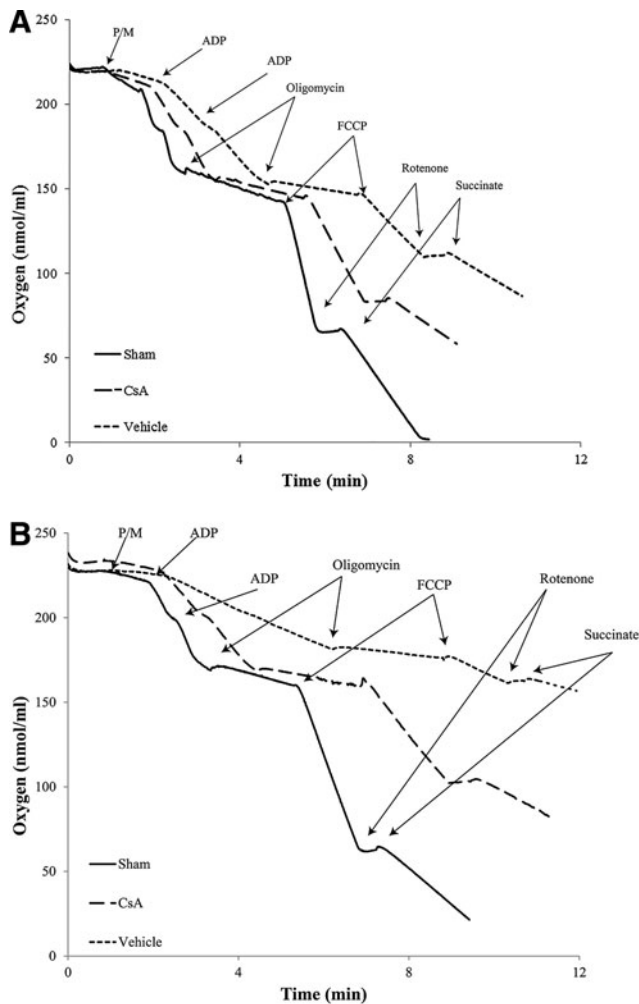 A
250
200
150
100
50
0
Oxygen (nmol/ml)
P/M
ADP
ADP
Oligomycin
FCCP
Rotenone
Succinate
Sham
CsA
Vehicle
0 4 8 12
Time (min)
B
250
200
150
100
50
0
Oxygen (nmol/ml)
P/M
ADP
ADP
Oligomycin
FCCP
Rotenone
Succinate
Sham
CsA
Vehicle
0 4 8 12
Time (min)